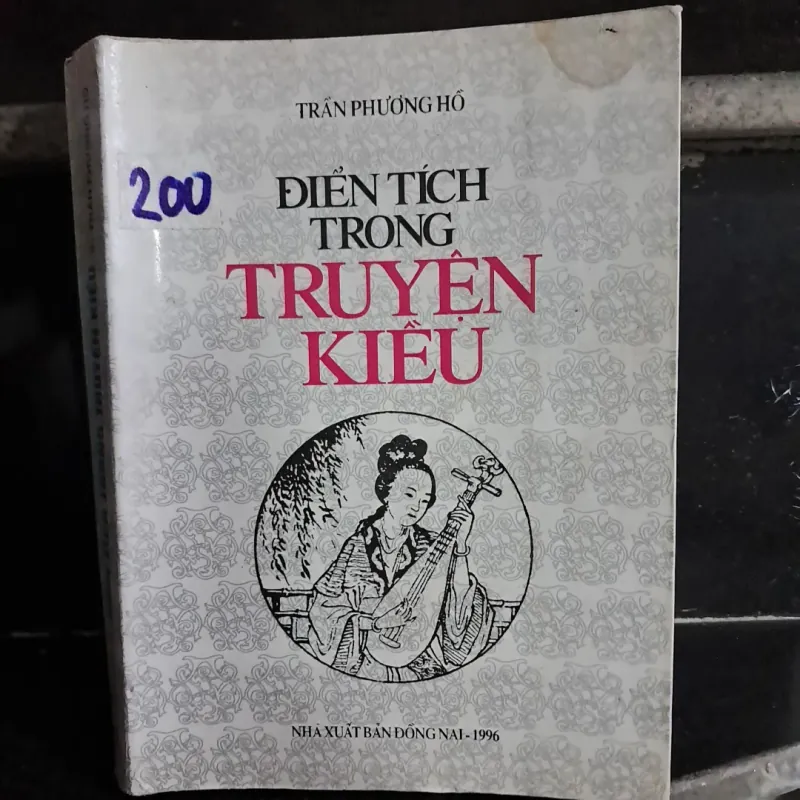 TRẦN PHƯƠNG HỒ
200
ĐIỂN TÍCH
TRONG
TRUYỆN
KIỀU
NHÀ XUẤT BẢN ĐỒNG NAI - 1996